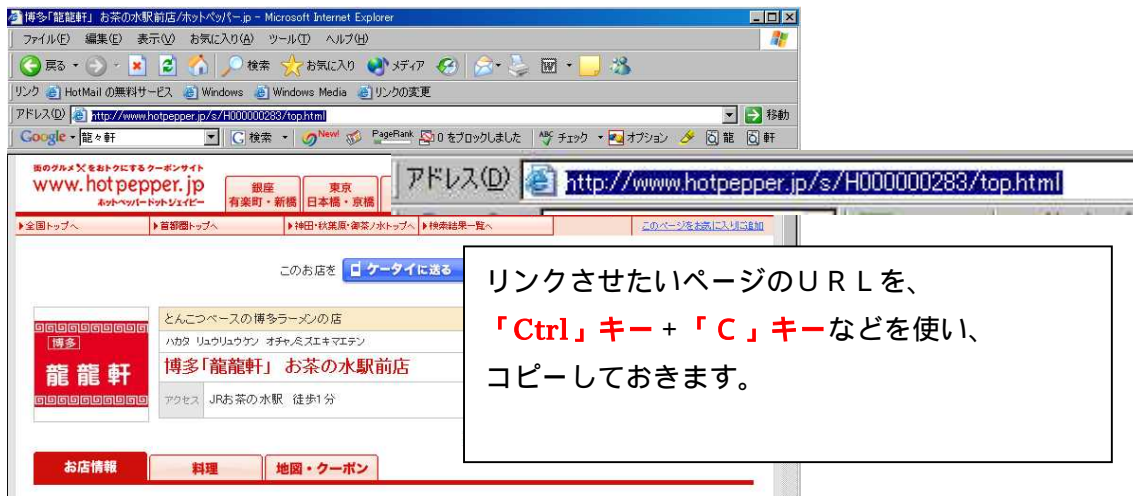 博多「龍龍軒」 お茶の水駅前店/ホットペッパー.jp - Microsoft Internet Explorer
ファイル(F) 編集(E) 表示(V) お気に入り(A) ツール(T) ヘルプ(H)
戻る 検索 お気に入り メディア
リンク HotMail の無料サービス Windows Windows Media リンクの変更
アドレス(D) http://www.hotpepper.jp/s/H000000283/top.html 移動
Google 龍々軒 検索 New! PageRank 0 をブロックしました ABC チェック オプション 龍 軒
街のグルメをおトクにするクーポンサイト
www.hotpepper.jp
ホットペッパードットジェイピー
銀座
有楽町・新橋
東京
日本橋・京橋
アドレス(D) http://www.hotpepper.jp/s/H000000283/top.html
全国トップへ 首都圏トップへ 神田・秋葉原・御茶ノ水トップへ 検索結果一覧へ このページをお気に入りに追加
このお店を ケータイに送る
リンクさせたいページのＵＲＬを、
「Ctrl」キー + 「Ｃ」キーなどを使い、
コピーしておきます。
博多
龍龍軒
とんこつベースの博多ラーメンの店
ハカタ リュウリュウケン オチャノミズエキマエテン
博多「龍龍軒」 お茶の水駅前店
アクセス JRお茶の水駅 徒歩1分
お店情報 料理 地図・クーポン